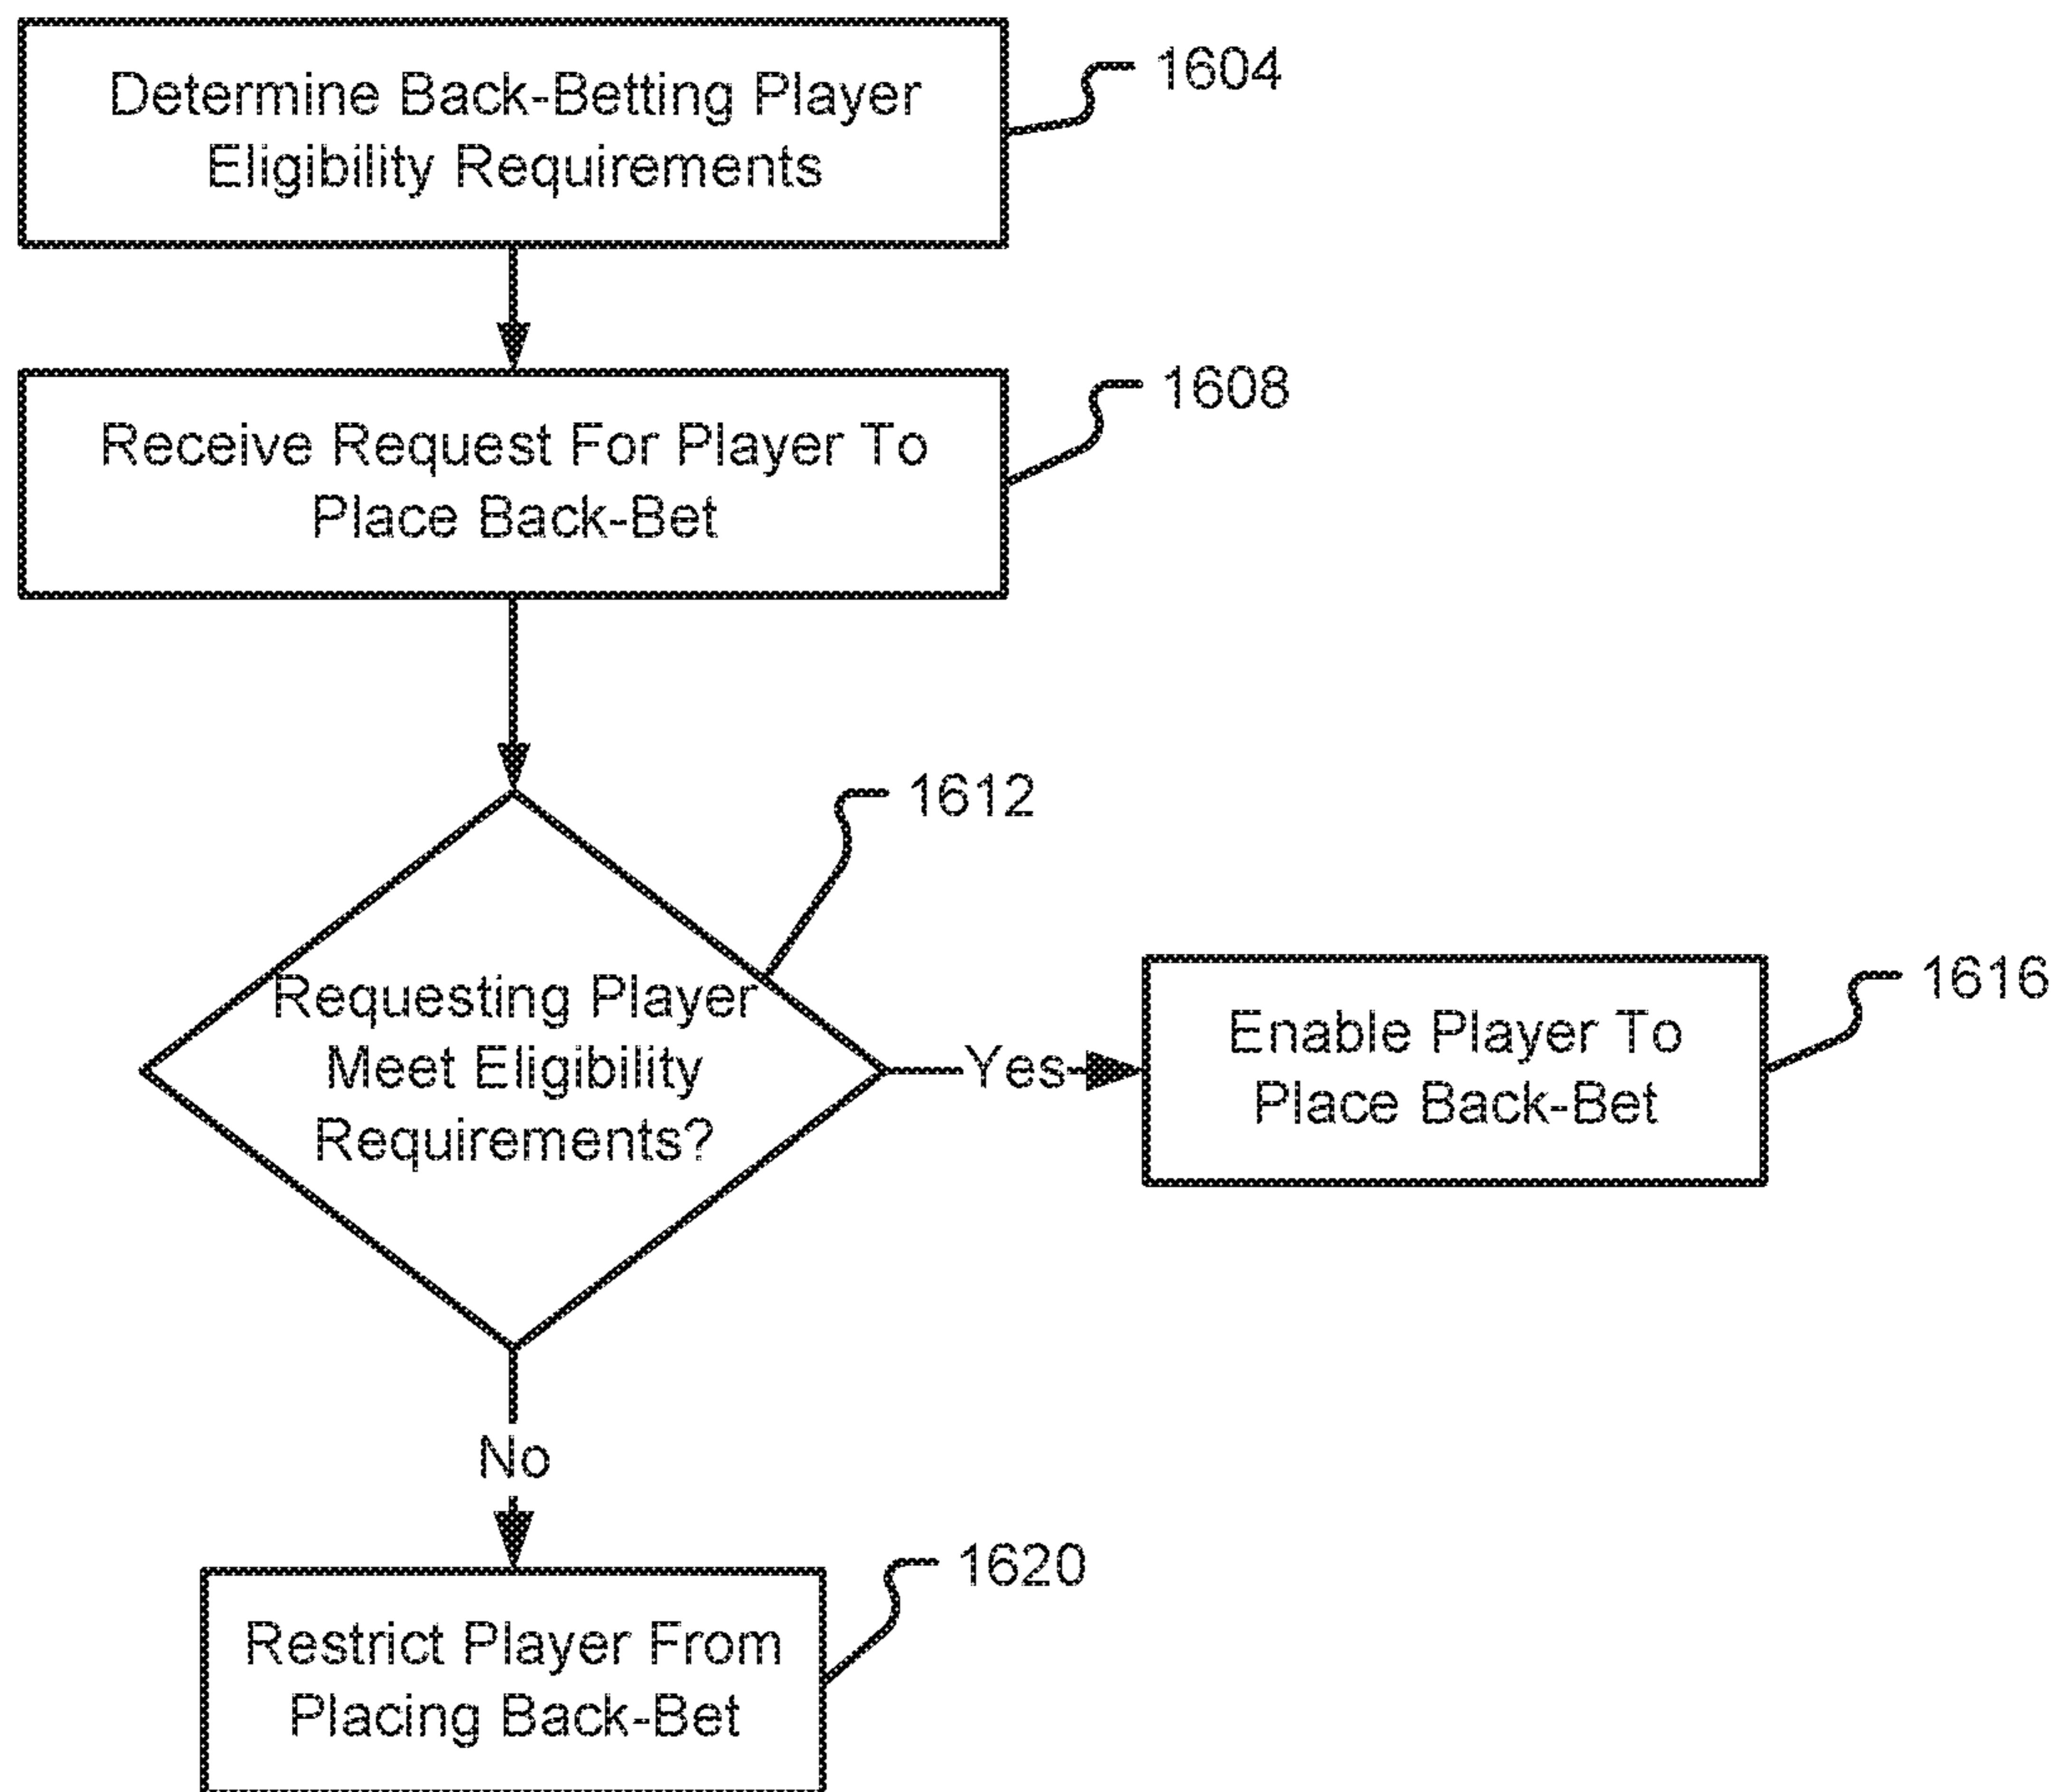 Determine Back-Betting Player
Eligibility Requirements
1604
Receive Request For Player To
Place Back-Bet
1608
1612
Requesting Player
Meet Eligibility
Requirements?
Yes
Enable Player To
Place Back-Bet
1616
No
1620
Restrict Player From
Placing Back-Bet